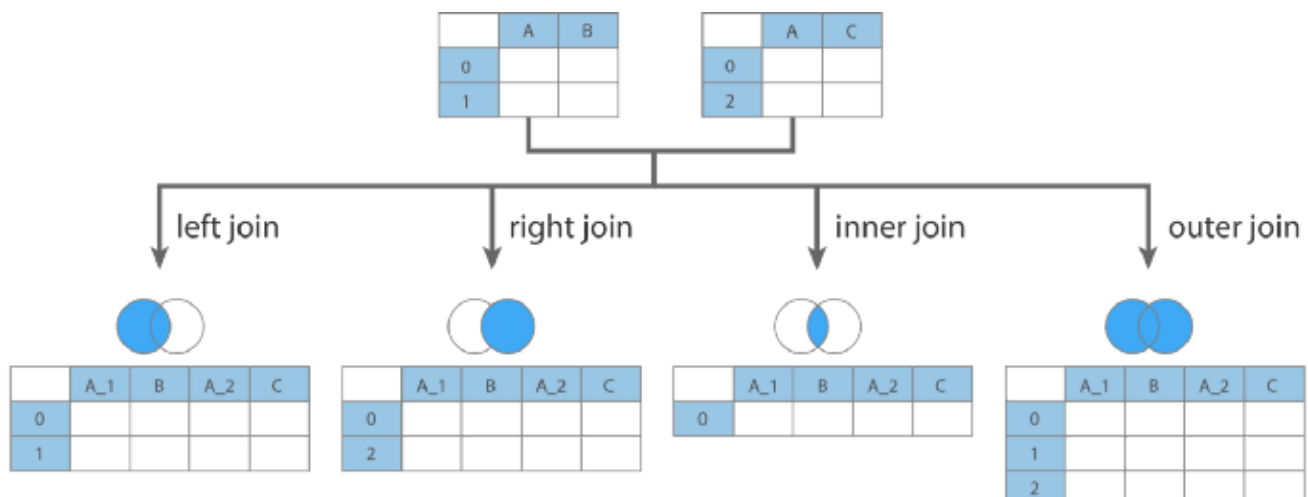 A B
0
1
A C
0
2
left join
right join
inner join
outer join
A_1 B A_2 C
0
1
A_1 B A_2 C
0
2
A_1 B A_2 C
0
A_1 B A_2 C
0
1
2